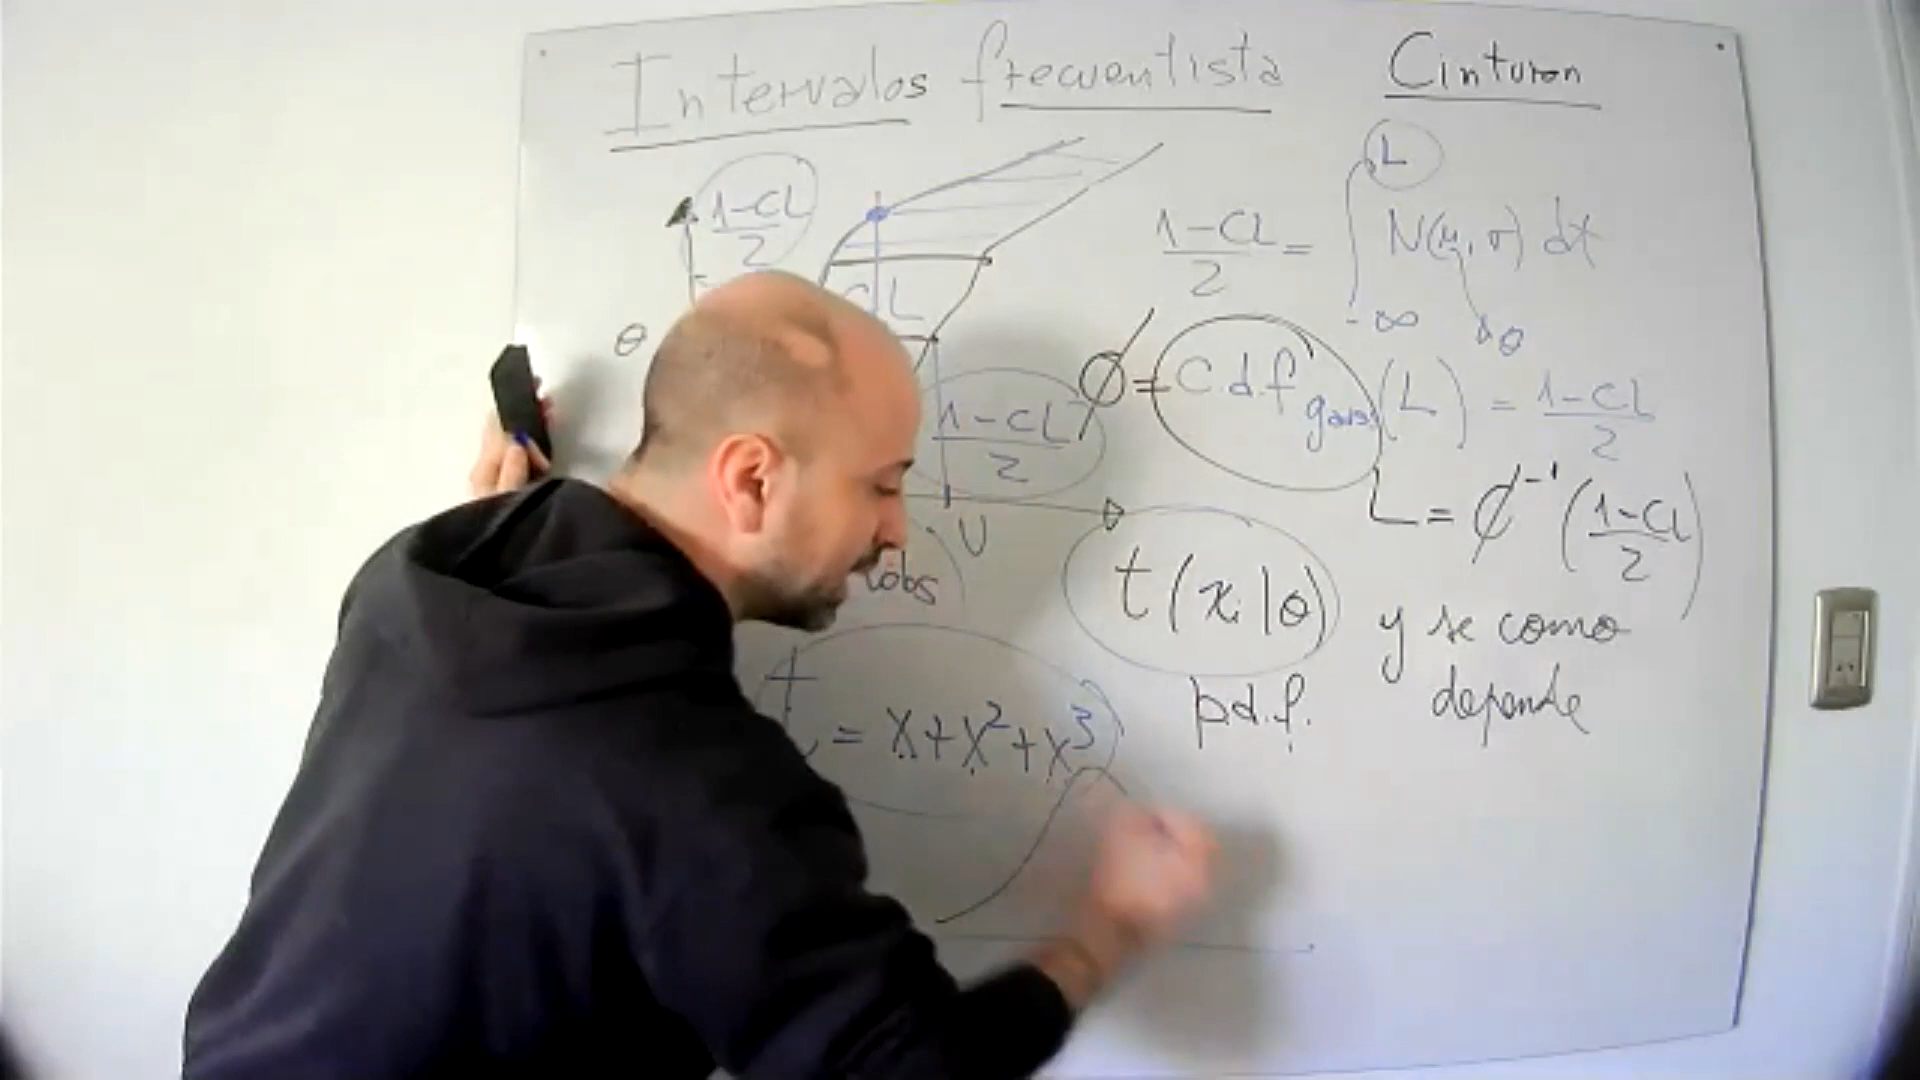 Intervalos frecuentista
Cinturon
1-CL
2
CL
θ
1-CL
2
U
t(xi|θ)
p.d.f.
t = x+x²+x³
1-CL / 2 = ∫ -∞ L N(μ,σ) dx
θ
ϕ = c.d.f gauss (L) = 1-CL / 2
L = ϕ⁻¹ (1-CL / 2)
y se como
depende